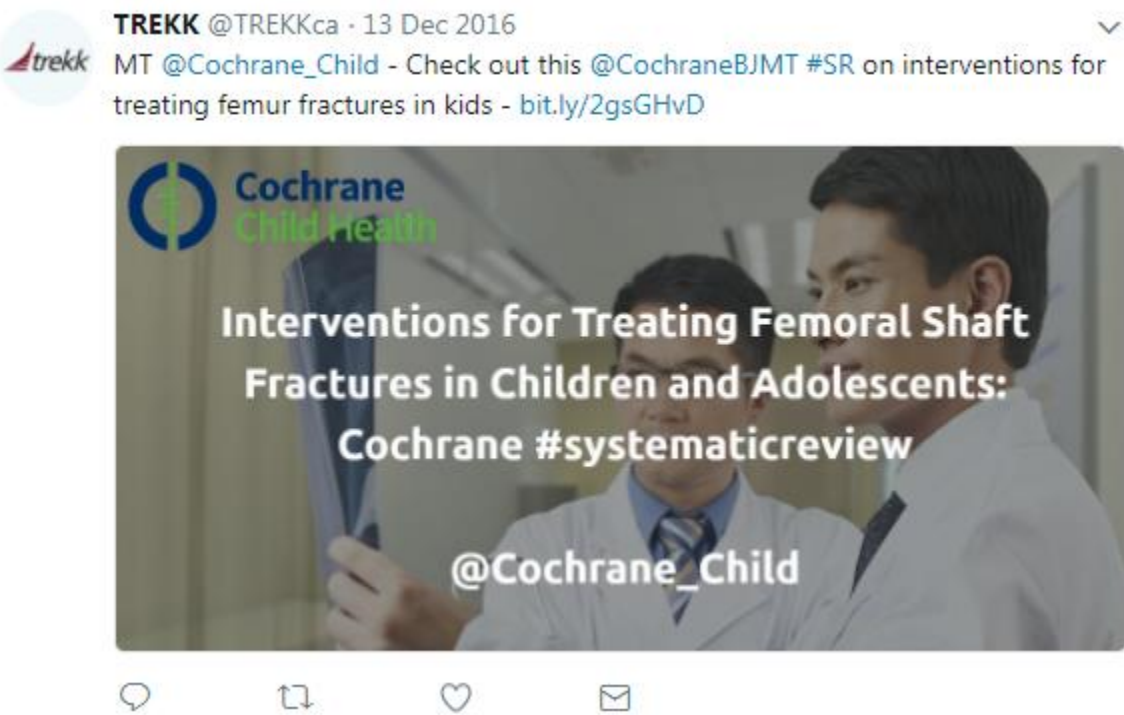 TREKK @TREKKca · 13 Dec 2016
trekk
MT @Cochrane_Child - Check out this @CochraneBJMT #SR on interventions for
treating femur fractures in kids - bit.ly/2gsGHvD
Cochrane
Child Health
Interventions for Treating Femoral Shaft
Fractures in Children and Adolescents:
Cochrane #systematicreview
@Cochrane_Child